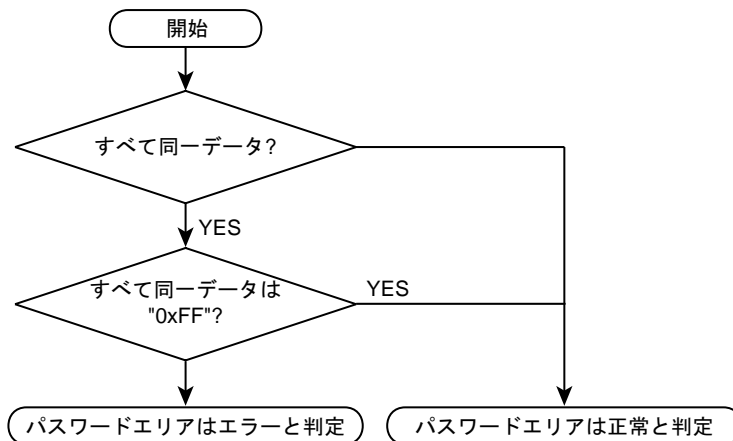 開始
すべて同一データ?
YES
すべて同一データは
"0xFF"?
YES
パスワードエリアはエラーと判定
パスワードエリアは正常と判定